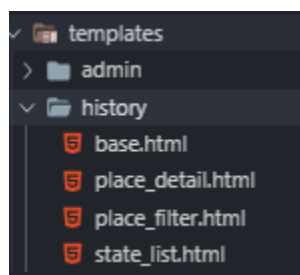 templates
admin
history
base.html
place_detail.html
place_filter.html
state_list.html